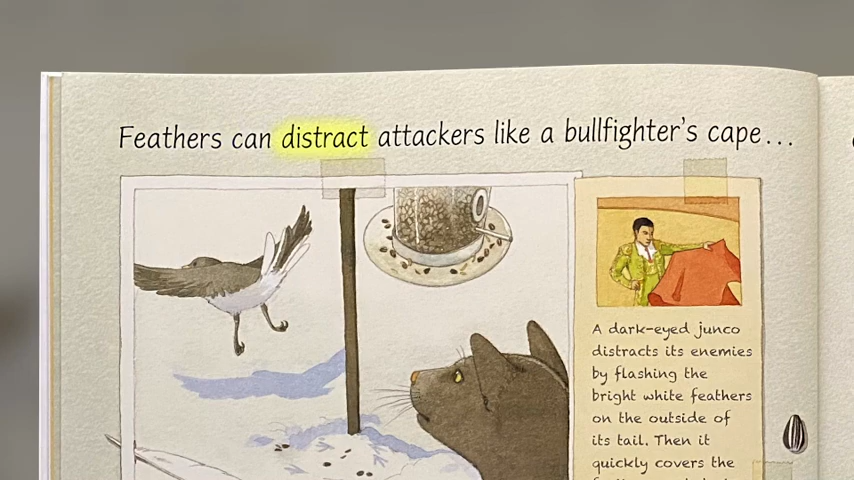 Feathers can distract attackers like a bullfighter's cape...
A dark-eyed junco
distracts its enemies
by flashing the
bright white feathers
on the outside of
its tail. Then it
quickly covers the